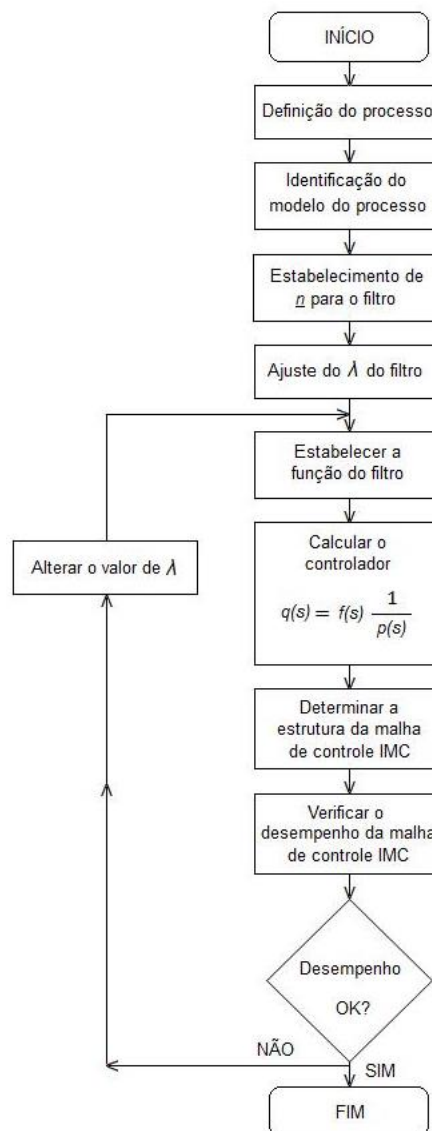 INÍCIO
Definição do processo
Identificação do
modelo do processo
Estabelecimento de
n para o filtro
Ajuste do λ do filtro
Estabelecer a
função do filtro
Alterar o valor de λ
Calcular o
controlador
q(s) = f(s) 1/p(s)
Determinar a
estrutura da malha
de controle IMC
Verificar o
desempenho da malha
de controle IMC
Desempenho
OK?
NÃO
SIM
FIM